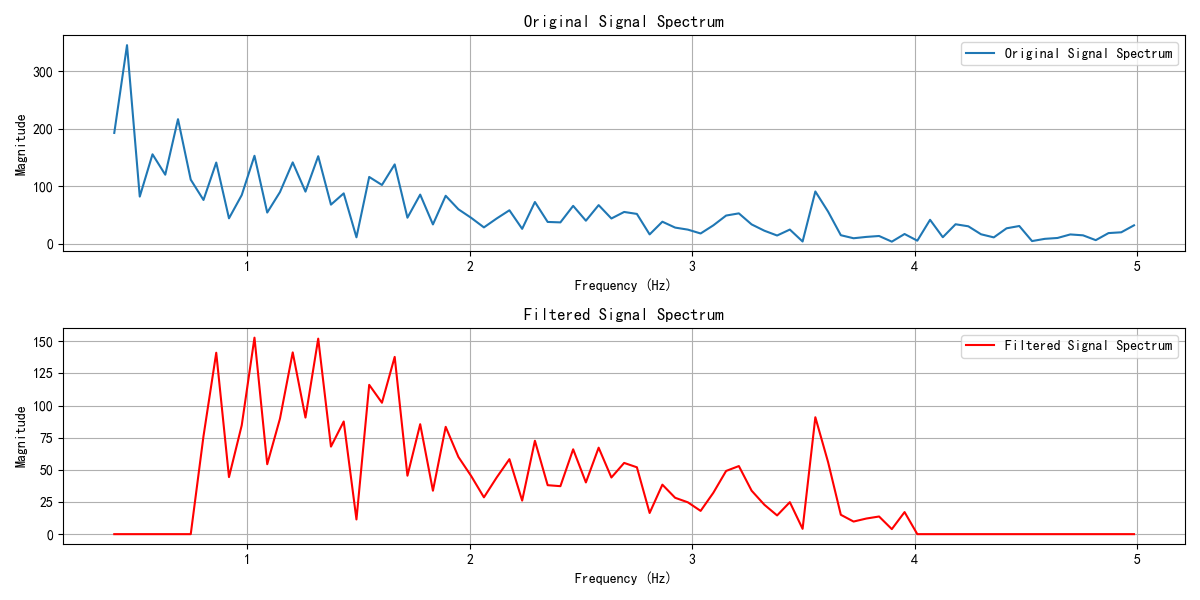 Original Signal Spectrum
300
200
100
0
Magnitude
Original Signal Spectrum
1 2 3 4 5
Frequency (Hz)
Filtered Signal Spectrum
150
125
100
75
50
25
0
Magnitude
Filtered Signal Spectrum
1 2 3 4 5
Frequency (Hz)